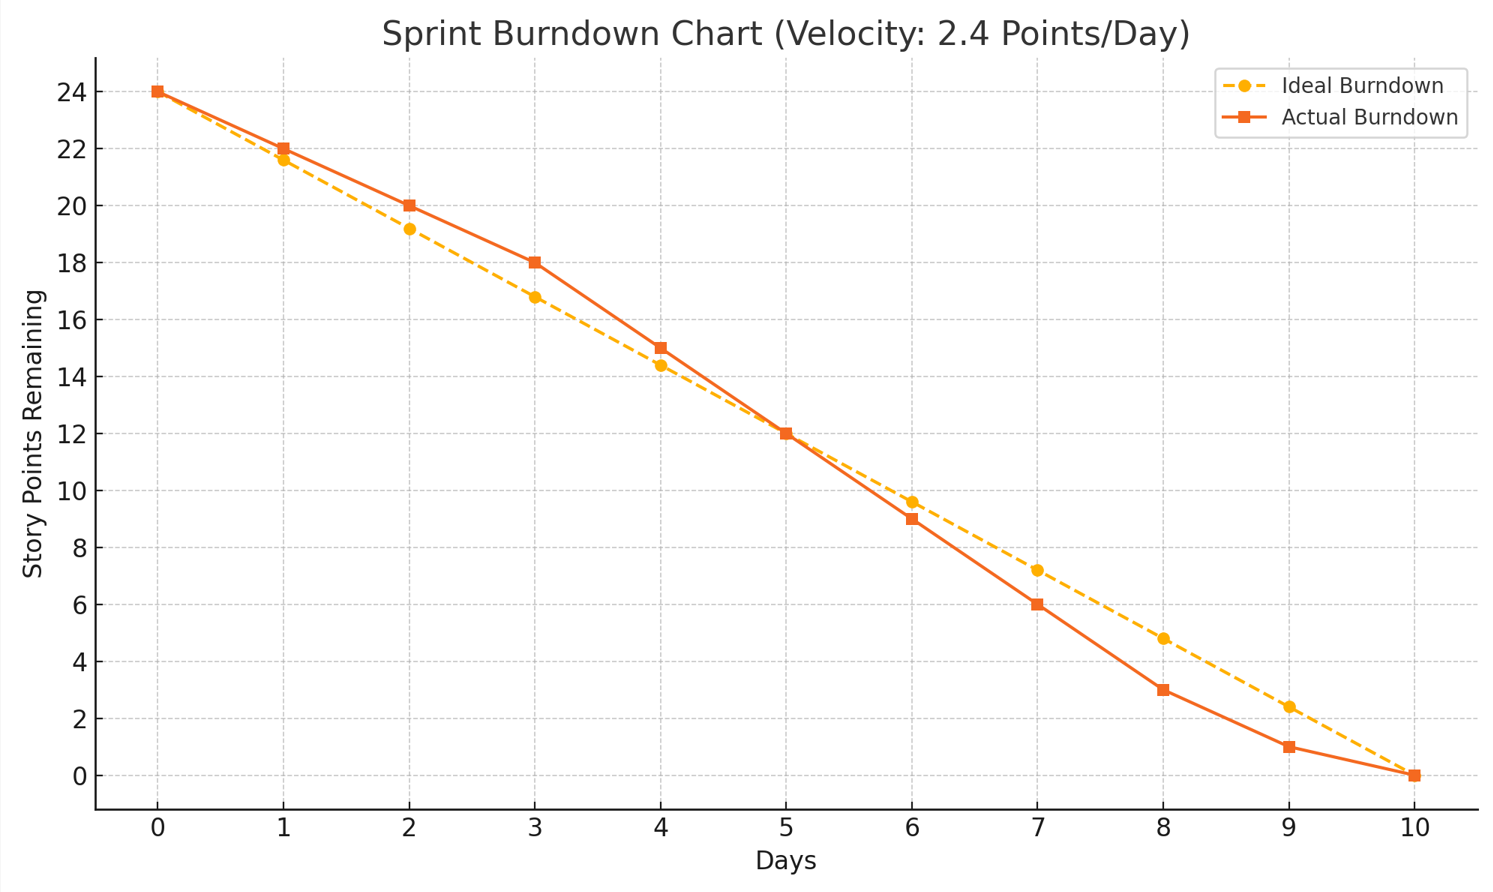 Sprint Burndown Chart (Velocity: 2.4 Points/Day)
Ideal Burndown
Actual Burndown
Story Points Remaining
24
22
20
18
16
14
12
10
8
6
4
2
0
0 1 2 3 4 5 6 7 8 9 10
Days